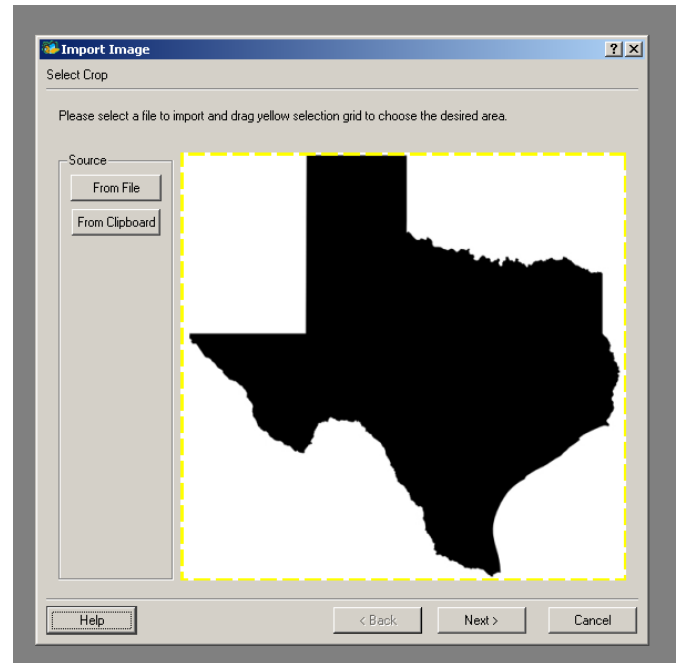 Import Image
Select Crop
Please select a file to import and drag yellow selection grid to choose the desired area.
Source
From File
From Clipboard
Help
< Back
Next >
Cancel